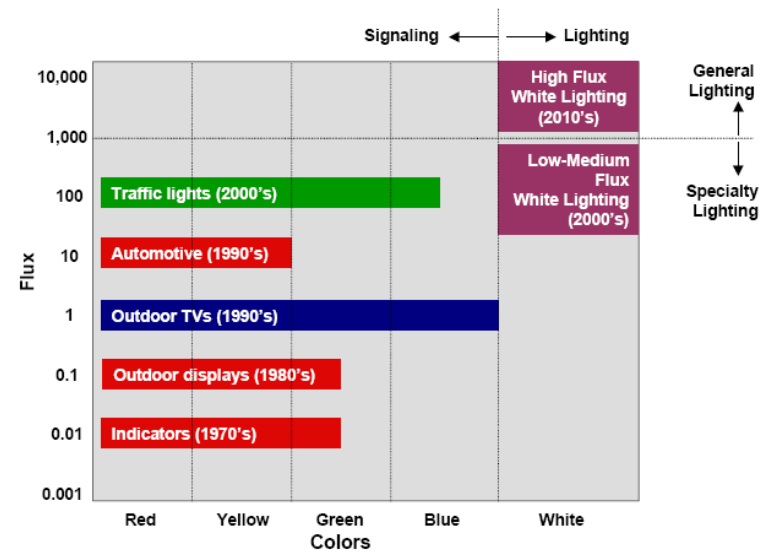 Signaling
Lighting
10,000
High Flux
White Lighting
(2010's)
General
Lighting
1,000
Low-Medium
Flux
White Lighting
(2000's)
Specialty
Lighting
100
Traffic lights (2000's)
10
Automotive (1990's)
Flux
1
Outdoor TVs (1990's)
0.1
Outdoor displays (1980's)
0.01
Indicators (1970's)
0.001
Red
Yellow
Green
Blue
White
Colors